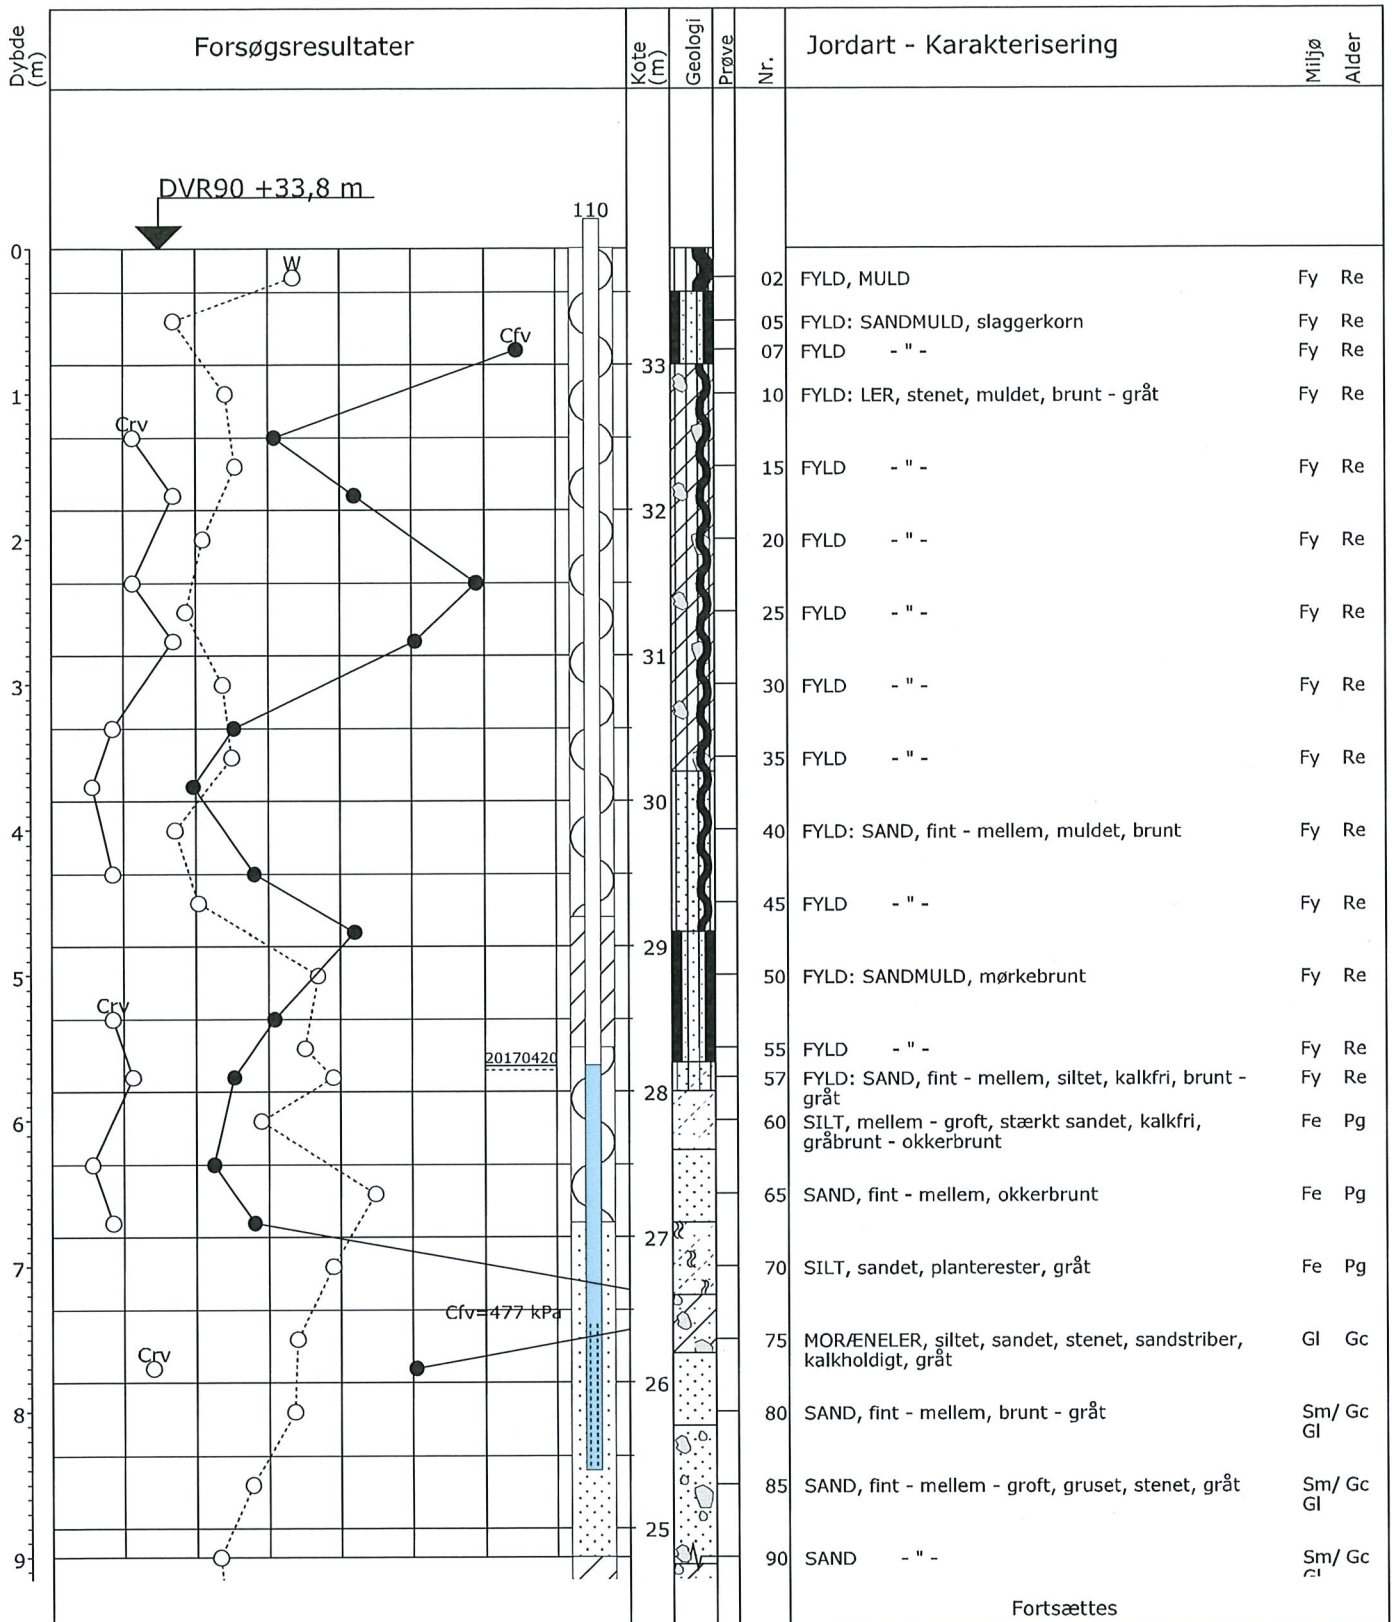 Dybde (m)
Forsøgsresultater
Kote (m)
Geologi
Prøve
Nr.
Jordart - Karakterisering
Miljø
Alder
DVR90 +33,8 m
110
0
W
02 FYLD, MULD Fy Re
05 FYLD: SANDMULD, slaggerkorn Fy Re
Cfv
07 FYLD - " - Fy Re
33
1
10 FYLD: LER, stenet, muldet, brunt - gråt Fy Re
Crv
15 FYLD - " - Fy Re
32
2
20 FYLD - " - Fy Re
25 FYLD - " - Fy Re
31
3
30 FYLD - " - Fy Re
35 FYLD - " - Fy Re
30
4
40 FYLD: SAND, fint - mellem, muldet, brunt Fy Re
45 FYLD - " - Fy Re
29
5
50 FYLD: SANDMULD, mørkebrunt Fy Re
Crv
55 FYLD - " - Fy Re
20170420
57 FYLD: SAND, fint - mellem, siltet, kalkfri, brunt - Fy Re
gråt
28
6
60 SILT, mellem - groft, stærkt sandet, kalkfri, Fe Pg
gråbrunt - okkerbrunt
65 SAND, fint - mellem, okkerbrunt Fe Pg
27
7
70 SILT, sandet, planterester, gråt Fe Pg
Cfv=477 kPa
75 MORÆNELER, siltet, sandet, stenet, sandstriber, Gl Gc
kalkholdigt, gråt
Crv
26
8
80 SAND, fint - mellem, brunt - gråt Sm/ Gc
Gl
85 SAND, fint - mellem - groft, gruset, stenet, gråt Sm/ Gc
Gl
25
9
90 SAND - " - Sm/ Gc
Gl
Fortsættes